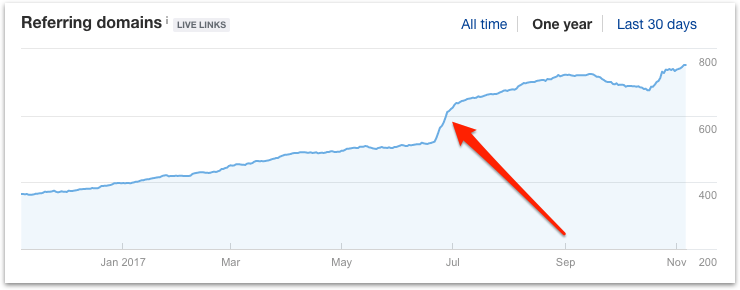 Referring domains i LIVE LINKS All time One year Last 30 days
800
600
400
Jan 2017 Mar May Jul Sep Nov 200